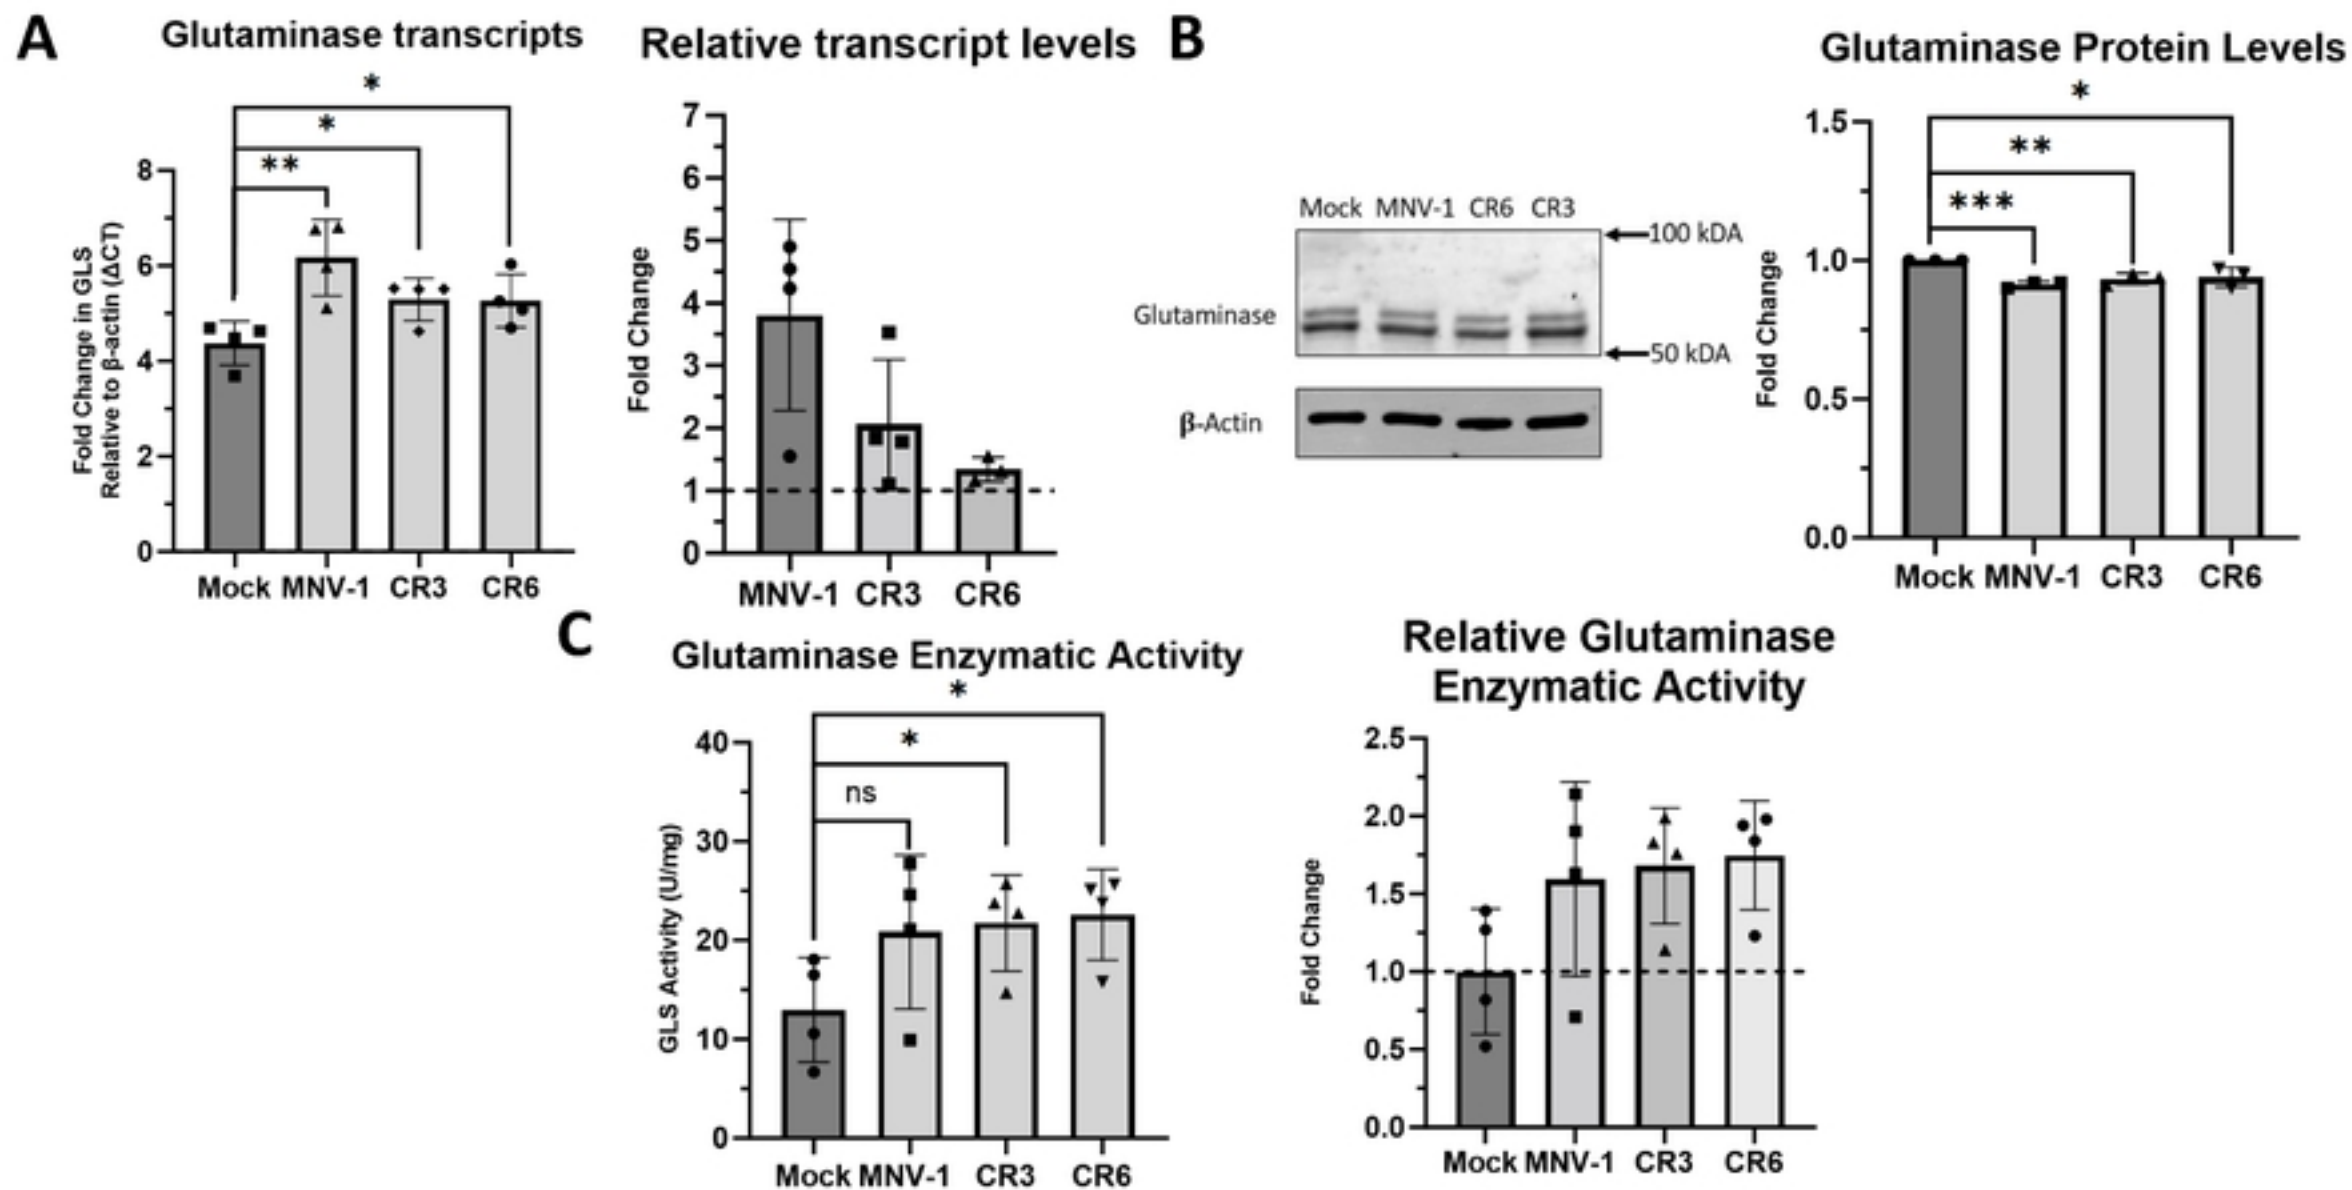 A
Glutaminase transcripts
*
*
**
8
6
4
2
0
Fold Change in GLS
Relative to β-actin (ΔCT)
Mock MNV-1 CR3 CR6
Relative transcript levels
7
6
5
4
3
2
1
0
Fold Change
MNV-1 CR3 CR6
B
Mock MNV-1 CR6 CR3
100 kDA
Glutaminase
50 kDA
β-Actin
Glutaminase Protein Levels
*
**
***
1.5
1.0
0.5
0.0
Fold Change
Mock MNV-1 CR3 CR6
C
Glutaminase Enzymatic Activity
*
*
ns
40
30
20
10
0
GLS Activity (U/mg)
Mock MNV-1 CR3 CR6
Relative Glutaminase
Enzymatic Activity
2.5
2.0
1.5
1.0
0.5
0.0
Fold Change
Mock MNV-1 CR3 CR6